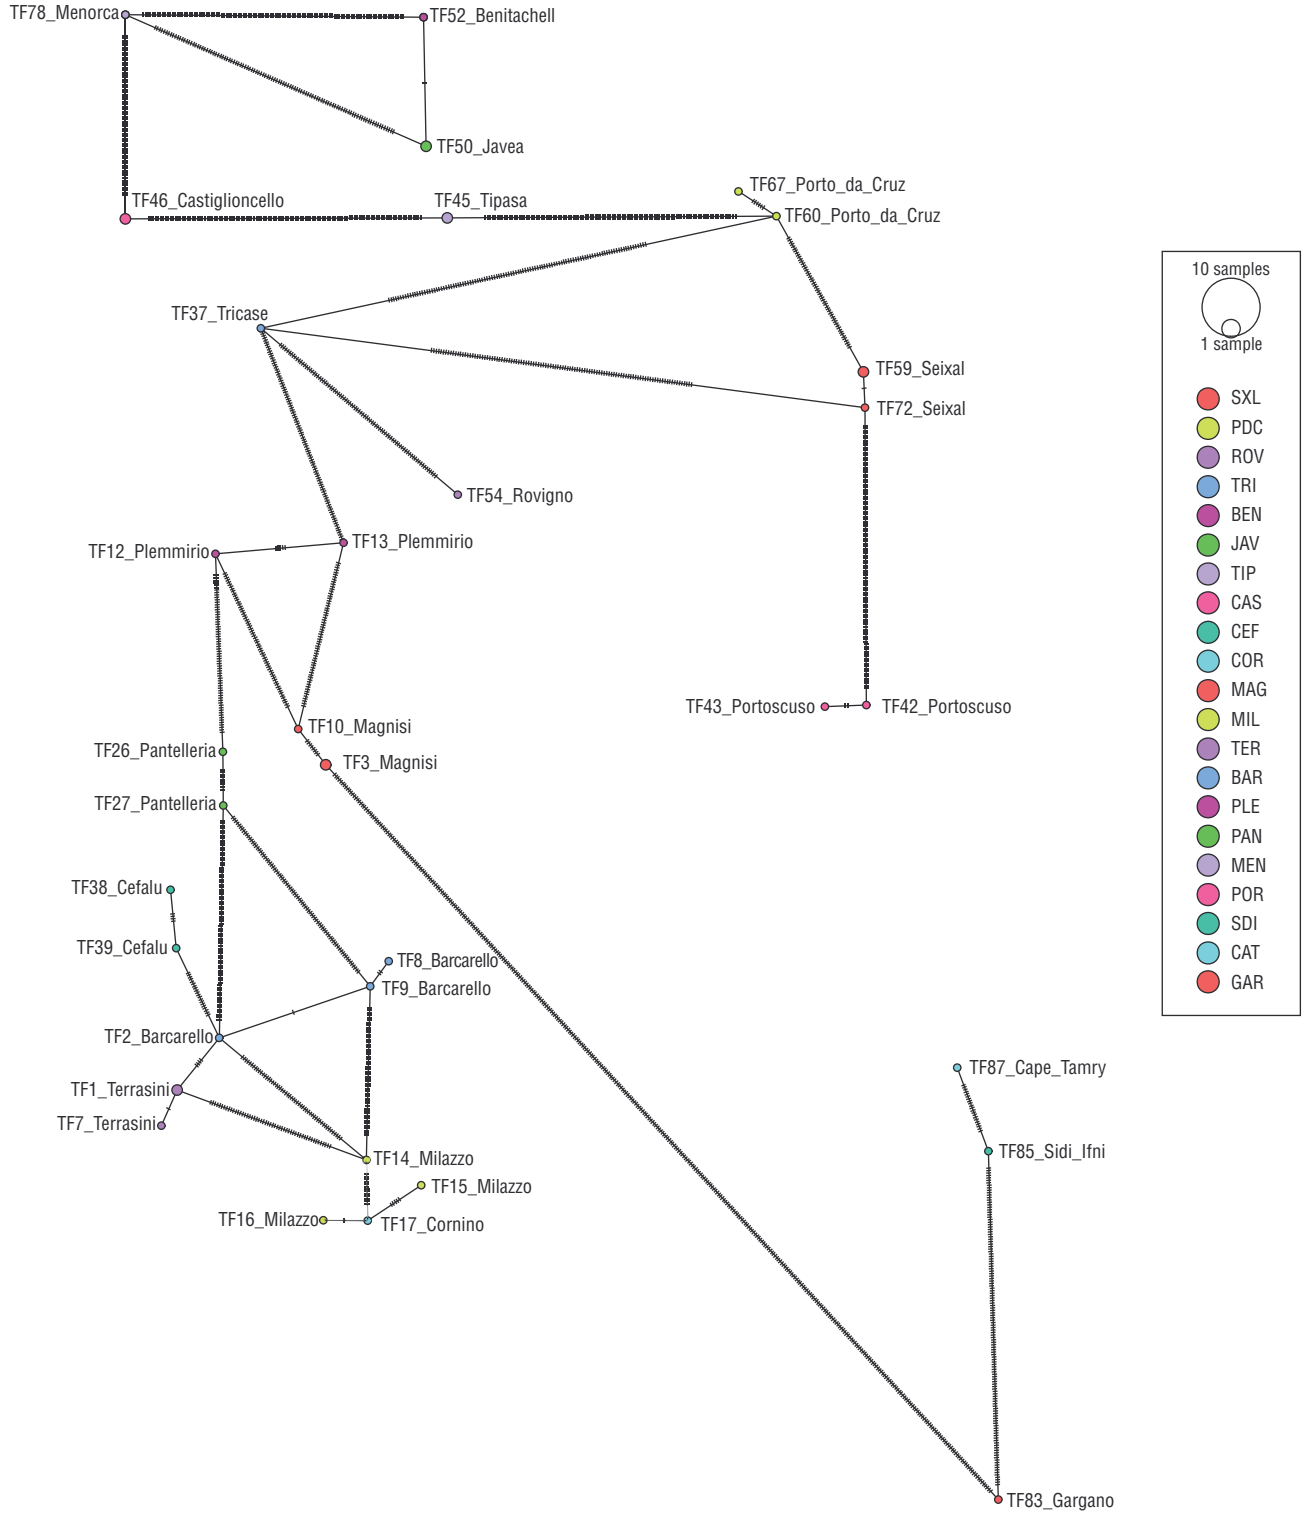 TF78_Menorca
TF52_Benitachell
TF50_Javea
TF67_Porto_da_Cruz
TF46_Castiglioncello
TF45_Tipasa
TF60_Porto_da_Cruz
TF37_Tricase
TF59_Seixal
TF72_Seixal
TF54_Rovigno
TF12_Plemmirio
TF13_Plemmirio
TF43_Portoscuso
TF42_Portoscuso
TF10_Magnisi
TF26_Pantelleria
TF3_Magnisi
TF27_Pantelleria
TF38_Cefalu
TF39_Cefalu
TF8_Barcarello
TF9_Barcarello
TF2_Barcarello
TF1_Terrasini
TF7_Terrasini
TF87_Cape_Tamry
TF85_Sidi_Ifni
TF14_Milazzo
TF15_Milazzo
TF16_Milazzo
TF17_Cornino
TF83_Gargano
10 samples
1 sample
SXL
PDC
ROV
TRI
BEN
JAV
TIP
CAS
CEF
COR
MAG
MIL
TER
BAR
PLE
PAN
MEN
POR
SDI
CAT
GAR